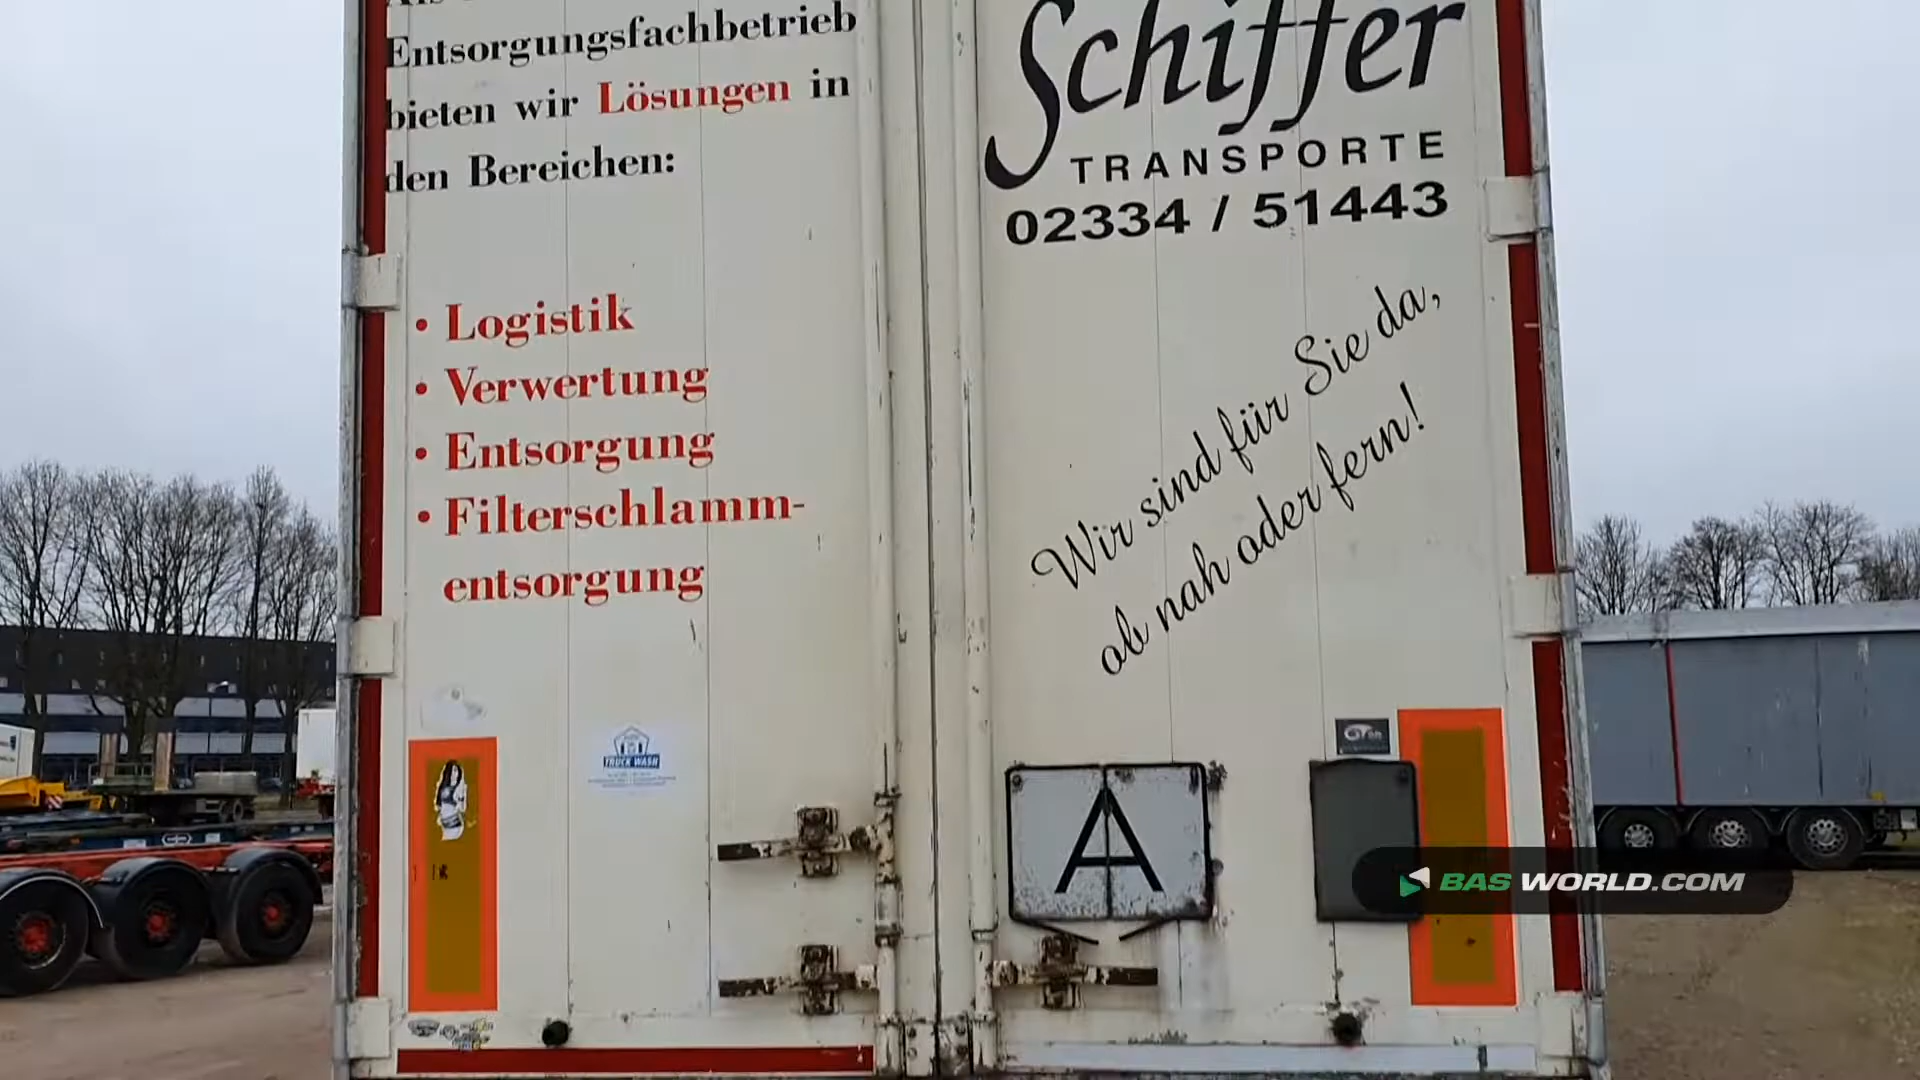 Entsorgungsfachbetrieb
bieten wir Lösungen in
den Bereichen:
• Logistik
• Verwertung
• Entsorgung
• Filterschlamm-
entsorgung
TRUCK WASH
Schiffer
TRANSPORTE
02334 / 51443
Wir sind für Sie da,
ob nah oder fern!
A
BAS WORLD.COM